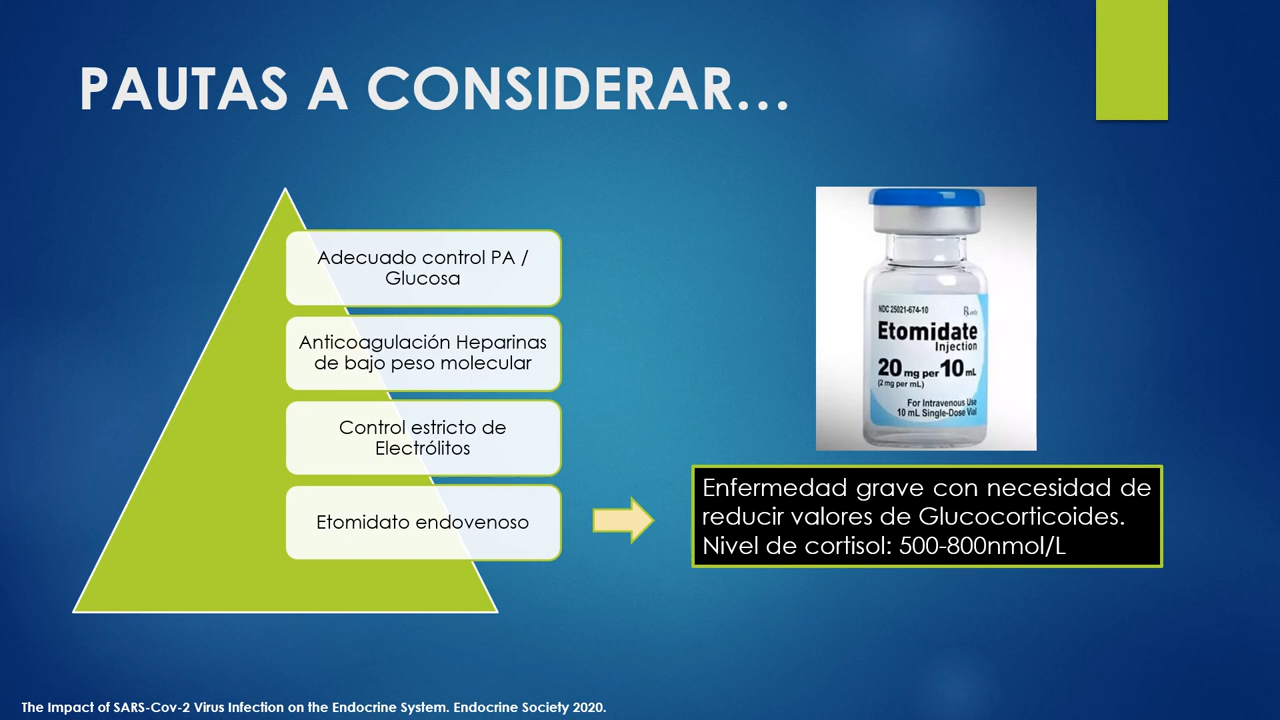 PAUTAS A CONSIDERAR...
Adecuado control PA /
Glucosa
Anticoagulación Heparinas
de bajo peso molecular
Control estricto de
Electrólitos
Etomidato endovenoso
NDC 25021-674-10
Rx only
Etomidate
Injection
20 mg per 10 mL
(2 mg per mL)
For Intravenous Use
10 mL Single-Dose Vial
Enfermedad grave con necesidad de
reducir valores de Glucocorticoides.
Nivel de cortisol: 500-800nmol/L
The Impact of SARS-Cov-2 Virus Infection on the Endocrine System. Endocrine Society 2020.